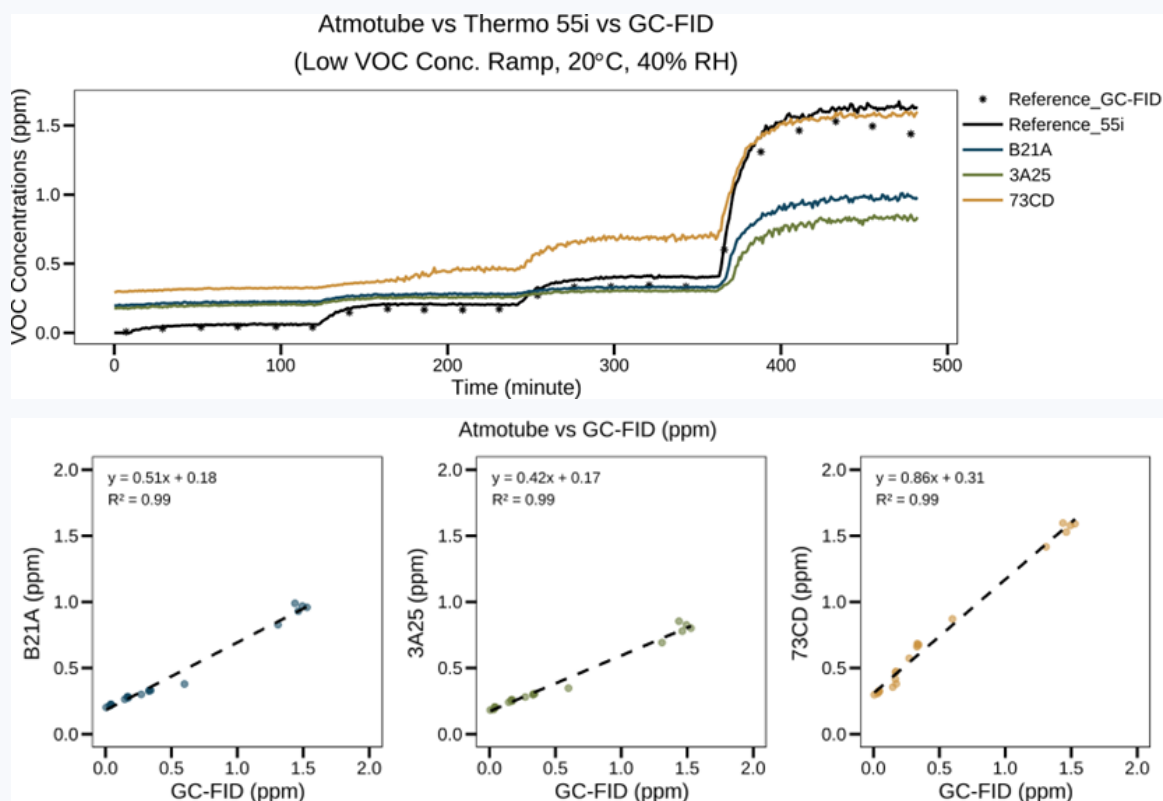 Atmotube vs Thermo 55i vs GC-FID
(Low VOC Conc. Ramp, 20°C, 40% RH)
VOC Concentrations (ppm)
1.5
1.0
0.5
0.0
0
100
200
300
400
500
Time (minute)
Reference_GC-FID
Reference_55i
B21A
3A25
73CD
Atmotube vs GC-FID (ppm)
B21A (ppm)
2.0
1.5
1.0
0.5
0.0
y = 0.51x + 0.18
R² = 0.99
0.0
0.5
1.0
1.5
2.0
GC-FID (ppm)
3A25 (ppm)
2.0
1.5
1.0
0.5
0.0
y = 0.42x + 0.17
R² = 0.99
0.0
0.5
1.0
1.5
2.0
GC-FID (ppm)
73CD (ppm)
2.0
1.5
1.0
0.5
0.0
y = 0.86x + 0.31
R² = 0.99
0.0
0.5
1.0
1.5
2.0
GC-FID (ppm)